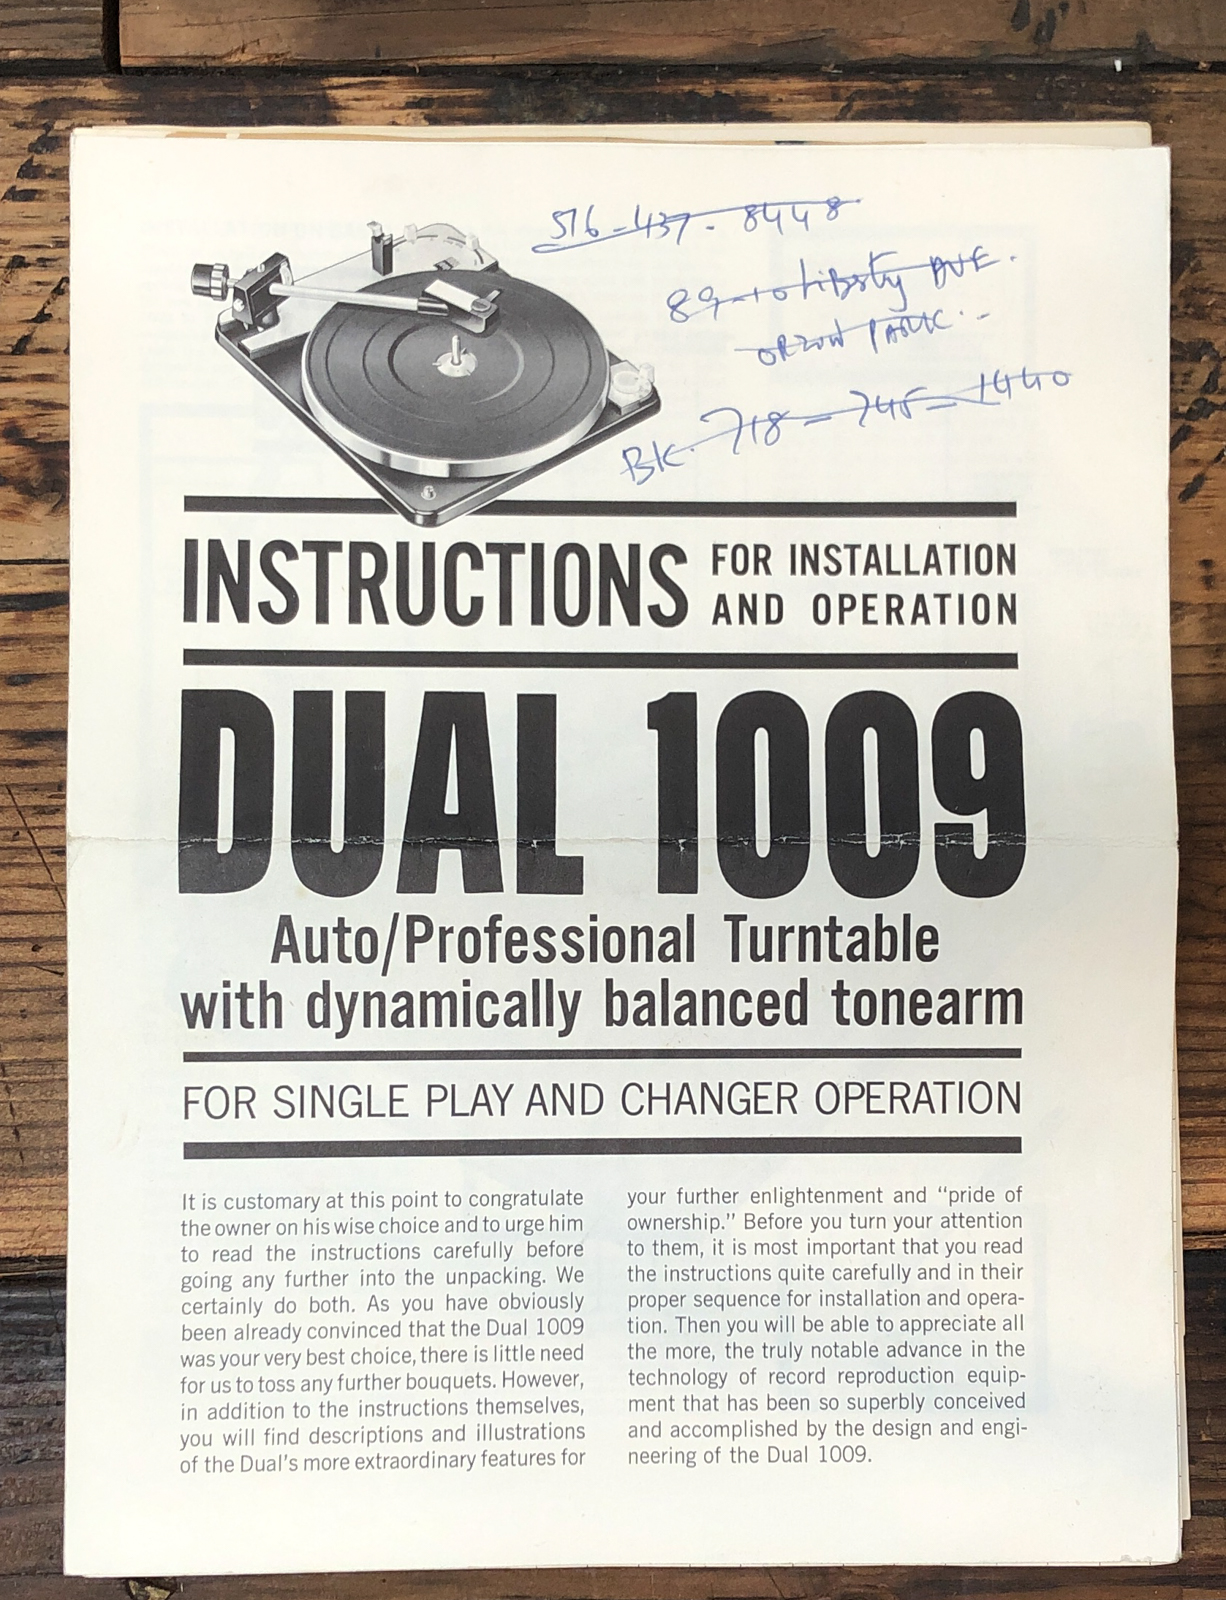 516-437-8448
Ave.
BK. 718-745-1440
INSTRUCTIONS FOR INSTALLATION
AND OPERATION
DUAL 1009
Auto/Professional Turntable
with dynamically balanced tonearm
FOR SINGLE PLAY AND CHANGER OPERATION
It is customary at this point to congratulate
the owner on his wise choice and to urge him
to read the instructions carefully before
going any further into the unpacking. We
certainly do both. As you have obviously
been already convinced that the Dual 1009
was your very best choice, there is little need
for us to toss any further bouquets. However,
in addition to the instructions themselves,
you will find descriptions and illustrations
of the Dual's more extraordinary features for
your further enlightenment and “pride of
ownership.” Before you turn your attention
to them, it is most important that you read
the instructions quite carefully and in their
proper sequence for installation and opera-
tion. Then you will be able to appreciate all
the more, the truly notable advance in the
technology of record reproduction equip-
ment that has been so superbly conceived
and accomplished by the design and engi-
neering of the Dual 1009.